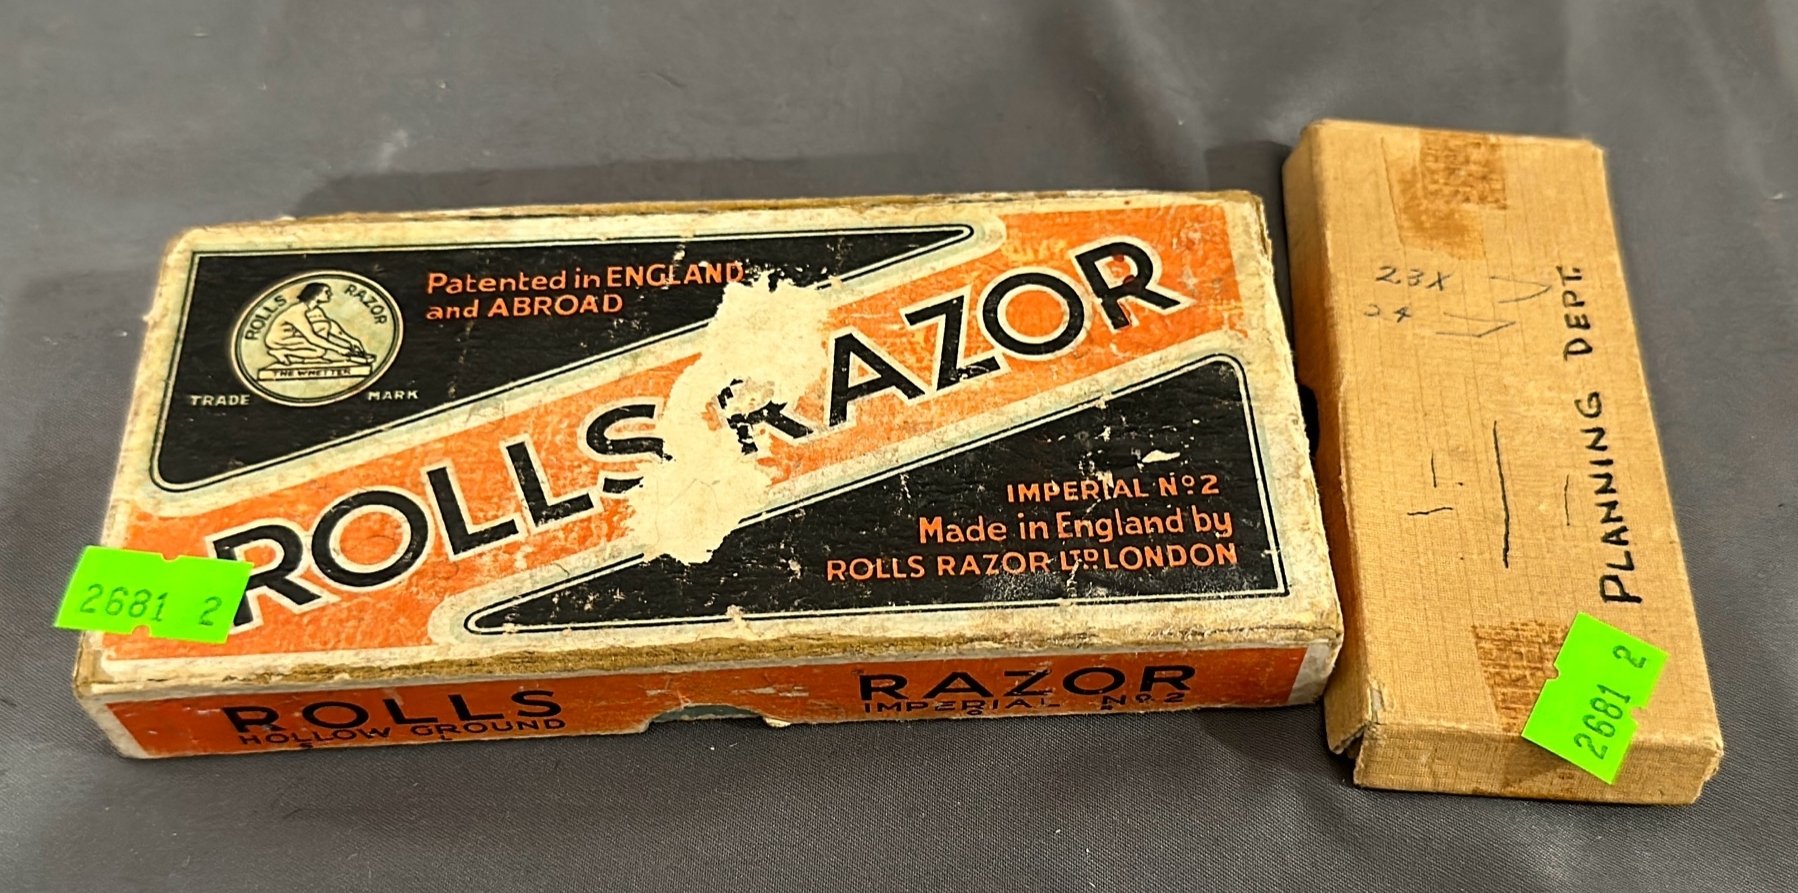 ROLLS RAZOR
THE WHETTER
TRADE MARK
Patented in ENGLAND
and ABROAD
ROLLS RAZOR
IMPERIAL Nº2
Made in England by
ROLLS RAZOR LTD LONDON
2681 2
ROLLS RAZOR
HOLLOW GROUND IMPERIAL Nº2
23X
24
PLANNING DEPT.
2681 2